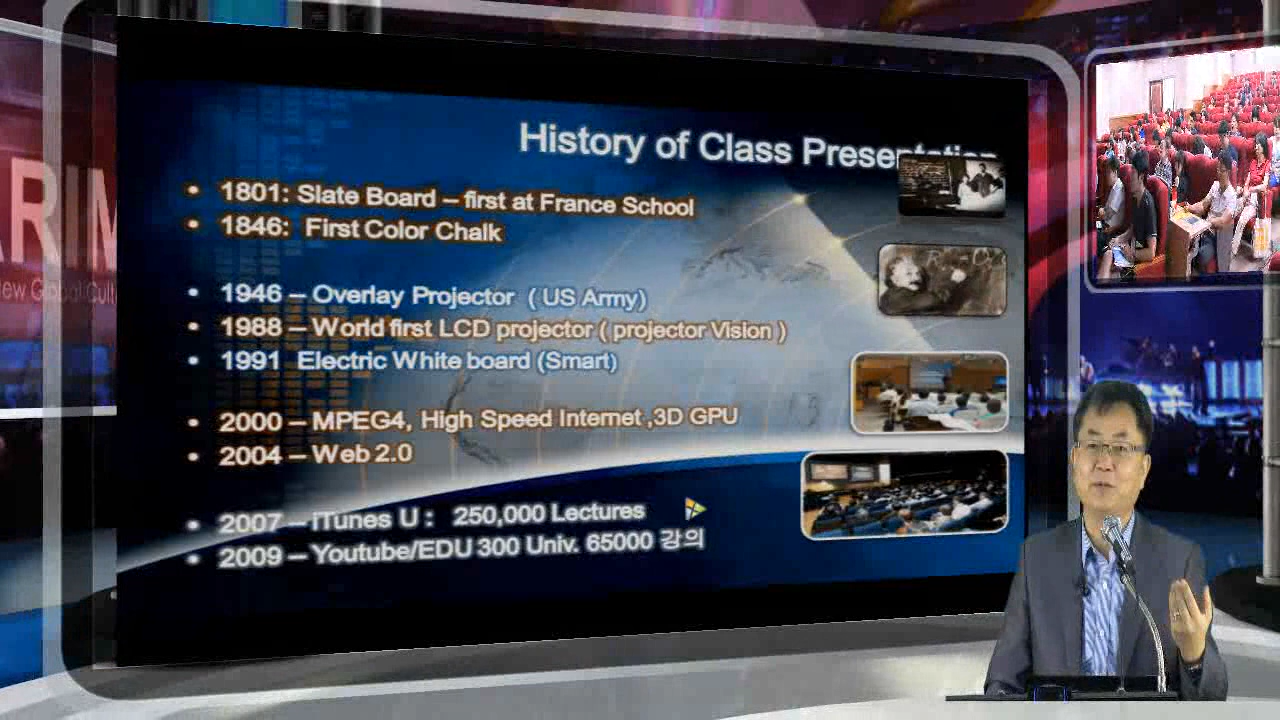 History of Class Presentation
• 1801: Slate Board – first at France School
• 1846: First Color Chalk
• 1946 – Overlay Projector ( US Army)
• 1988 – World first LCD projector ( projector Vision )
• 1991 Electric White board (Smart)
• 2000 – MPEG4, High Speed Internet ,3D GPU
• 2004 – Web 2.0
• 2007 – iTunes U : 250,000 Lectures
• 2009 – Youtube/EDU 300 Univ. 65000 강의
ARIM
Global